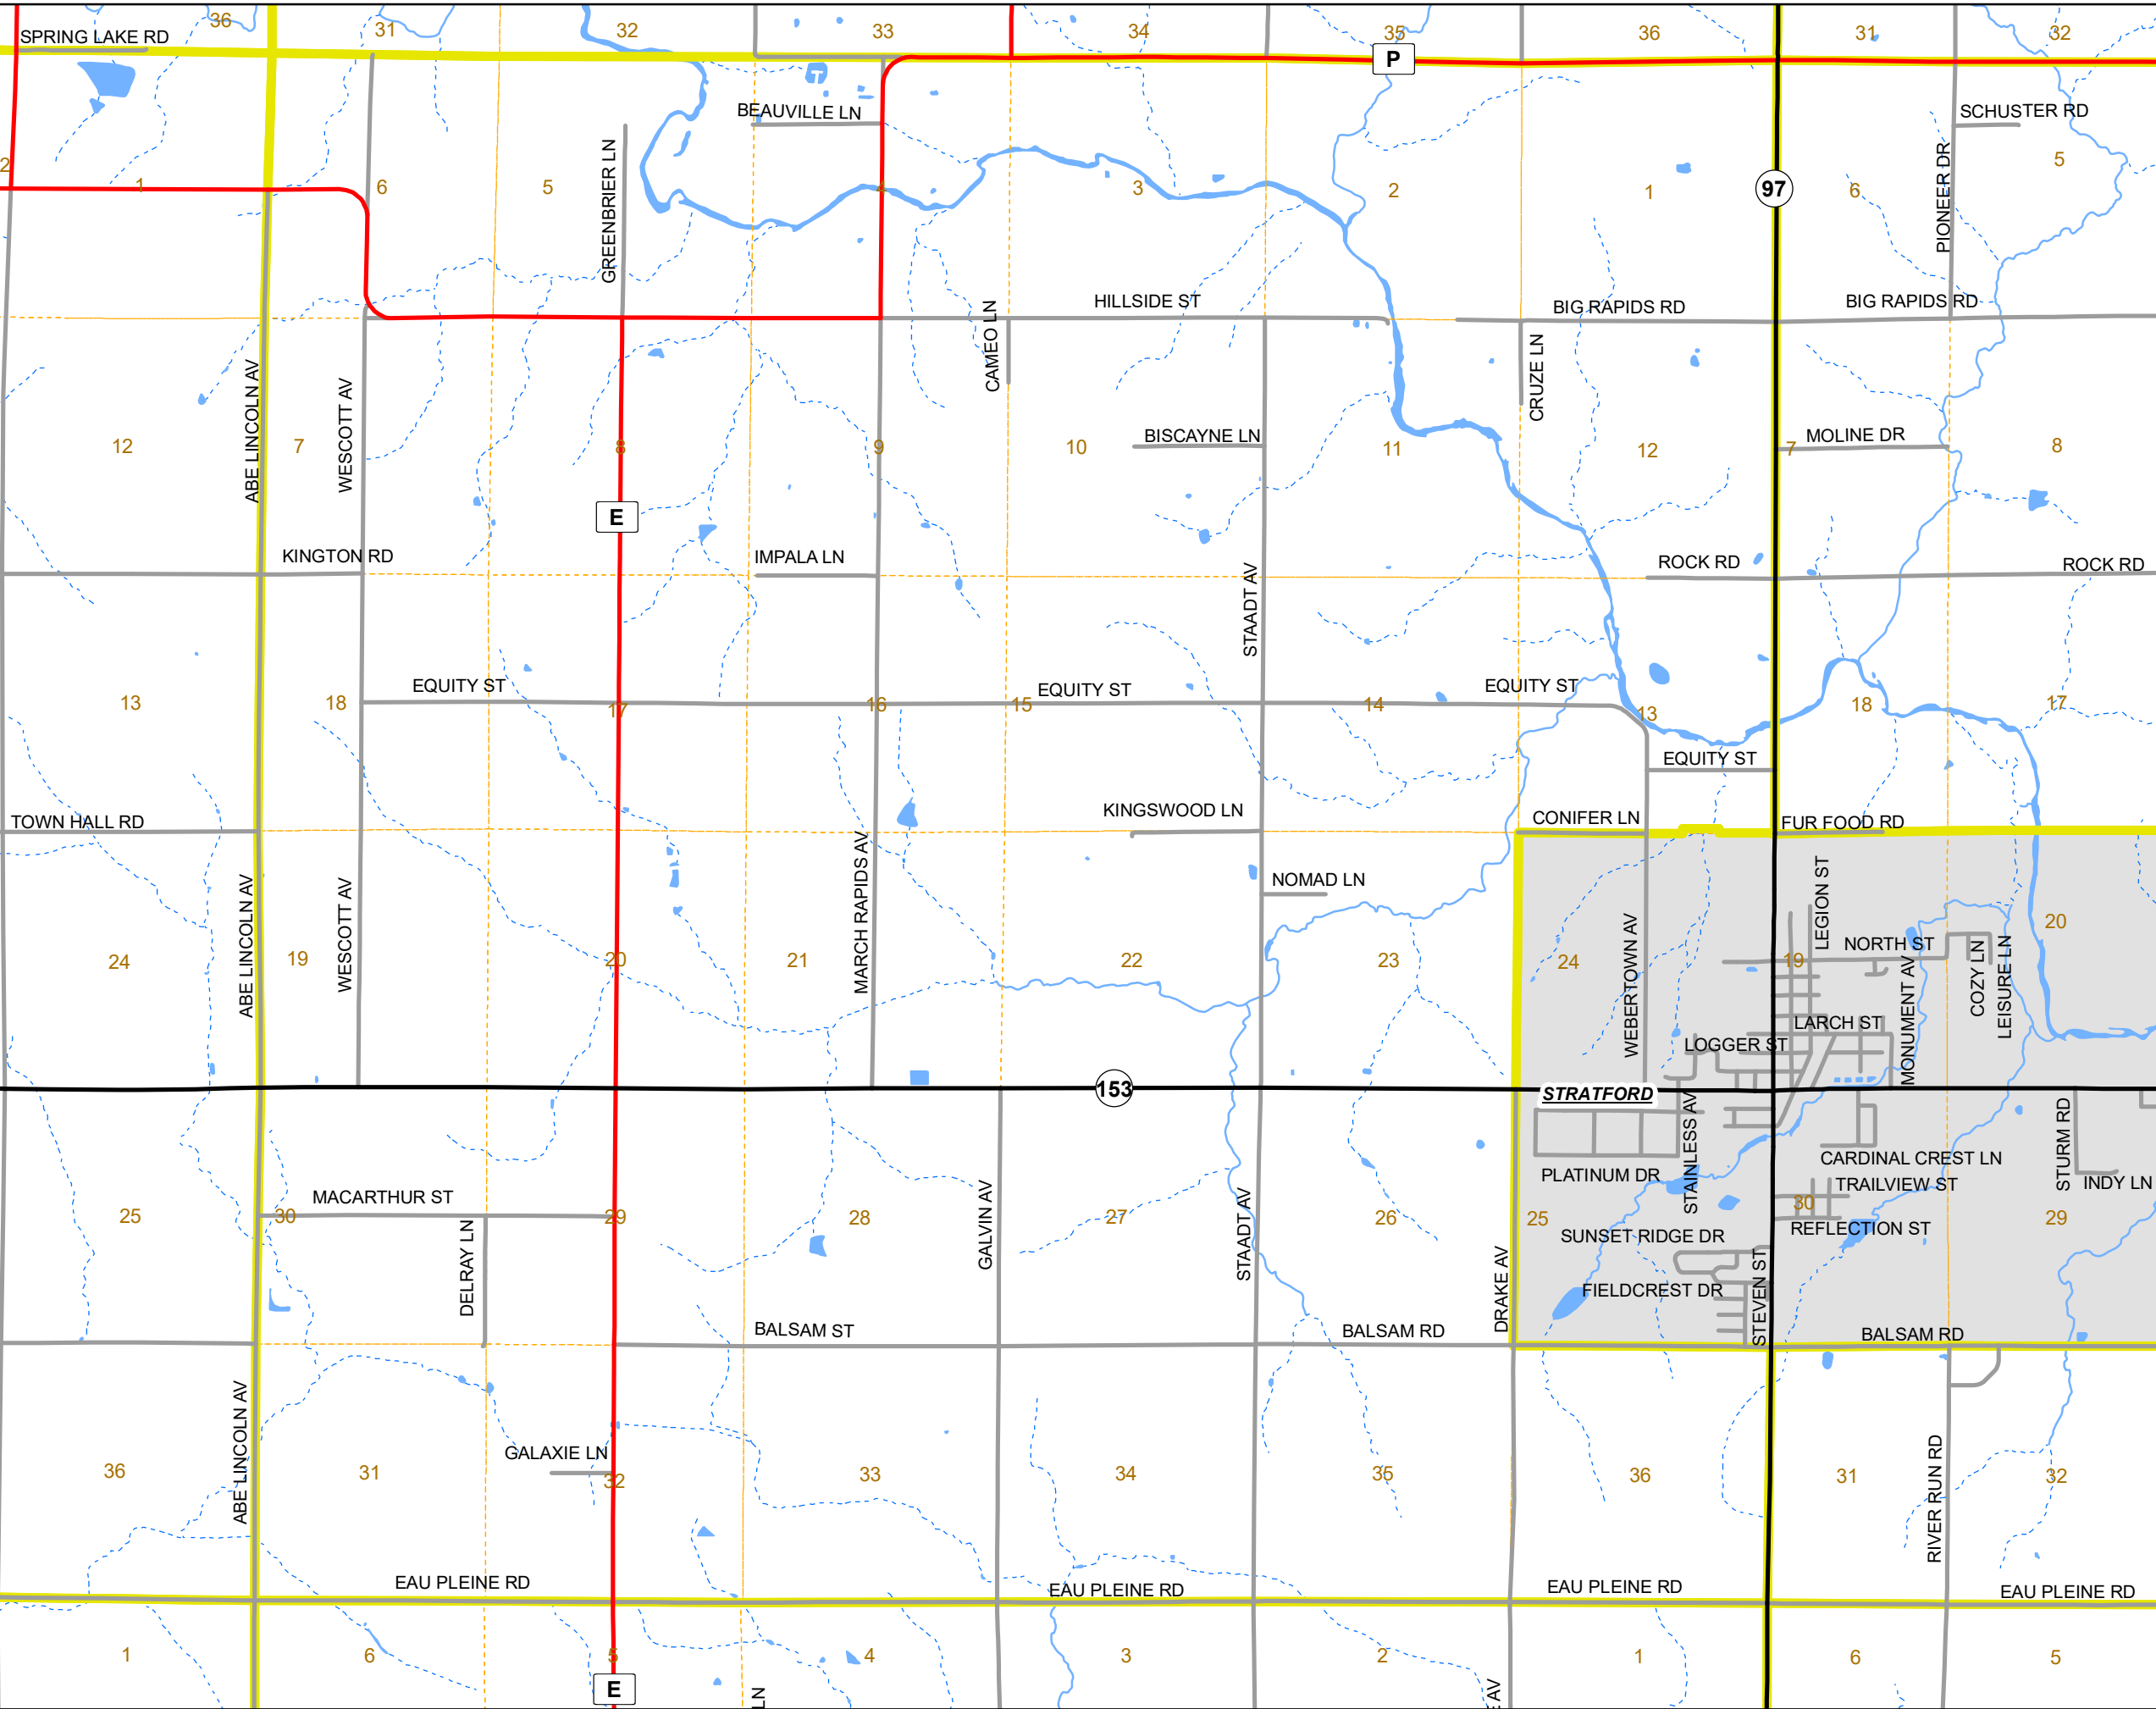 36
31
32
33
34
35
36
31
32
SPRING LAKE RD
P
T
BEAUVILLE LN
SCHUSTER RD
2
1
6
5
GREENBRIER LN
4
3
2
1
97
6
PIONEER DR
5
HILLSIDE ST
BIG RAPIDS RD
BIG RAPIDS RD
ABE LINCOLN AV
WESCOTT AV
CAMEO LN
CRUZE LN
12
7
8
9
10
BISCAYNE LN
11
12
7
MOLINE DR
8
E
KINGTON RD
IMPALA LN
STAADT AV
ROCK RD
ROCK RD
13
18
EQUITY ST
17
16
15
EQUITY ST
14
EQUITY ST
13
18
17
EQUITY ST
TOWN HALL RD
KINGSWOOD LN
CONIFER LN
FUR FOOD RD
ABE LINCOLN AV
WESCOTT AV
MARCH RAPIDS AV
NOMAD LN
WEBERTOWN AV
LEGION ST
24
19
20
21
22
23
24
19
NORTH ST
20
MONUMENT AV
COZY LN
LEISURE LN
LARCH ST
LOGGER ST
153
STRATFORD
STAINLESS AV
STURM RD
PLATINUM DR
CARDINAL CREST LN
TRAILVIEW ST
INDY LN
25
30
MACARTHUR ST
29
28
GALVIN AV
27
STAADT AV
26
25
30
REFLECTION ST
29
DELRAY LN
DRAKE AV
SUNSET RIDGE DR
FIELDCREST DR
STEVEN ST
BALSAM ST
BALSAM RD
BALSAM RD
ABE LINCOLN AV
GALAXIE LN
36
31
32
33
34
35
36
31
RIVER RUN RD
32
EAU PLEINE RD
EAU PLEINE RD
EAU PLEINE RD
EAU PLEINE RD
1
6
5
4
3
2
1
6
5
E
LN
AV